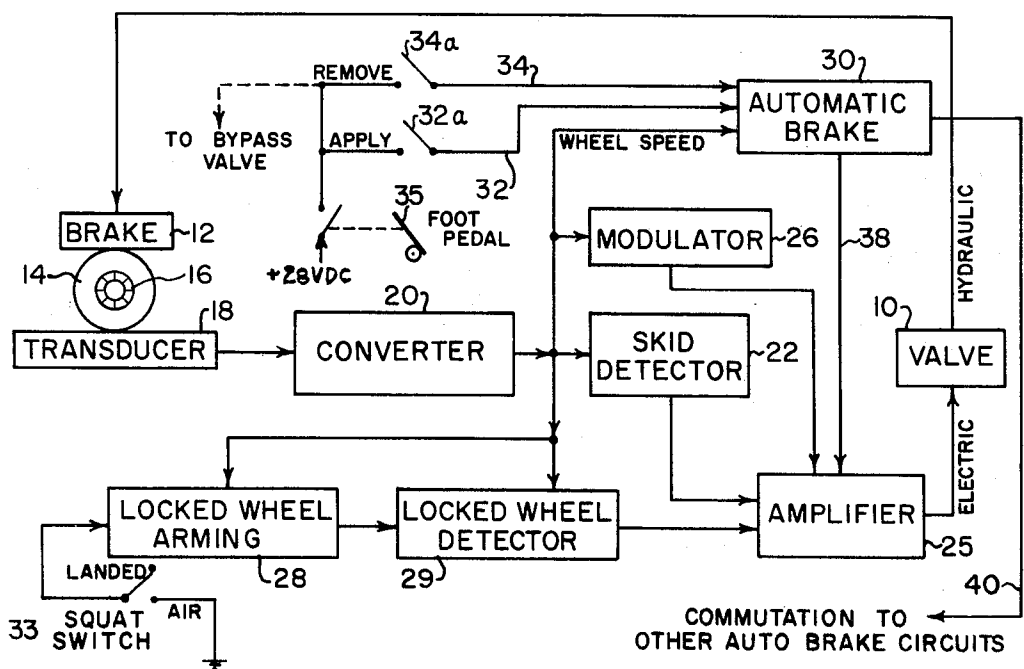 34a
REMOVE
34
30
AUTOMATIC
BRAKE
TO BYPASS
VALVE
APPLY
32a
32
WHEEL SPEED
35
FOOT
PEDAL
+28VDC
BRAKE
12
14
16
18
TRANSDUCER
20
CONVERTER
MODULATOR
26
38
HYDRAULIC
10
VALVE
SKID
DETECTOR
22
ELECTRIC
LOCKED WHEEL
ARMING
28
LOCKED WHEEL
DETECTOR
29
AMPLIFIER
25
LANDED
AIR
33
SQUAT
SWITCH
40
COMMUTATION TO
OTHER AUTO BRAKE CIRCUITS